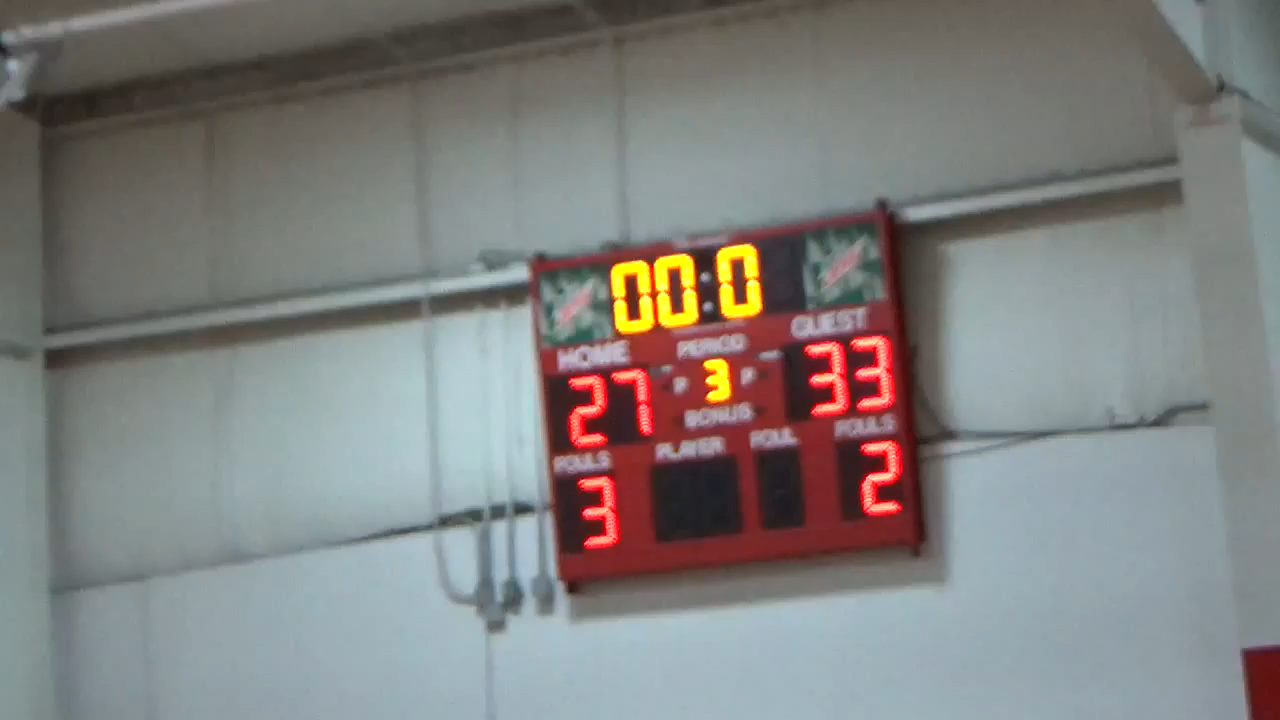 00:0
HOME PERIOD GUEST
27 P 3 P 33
BONUS
FOULS PLAYER FOUL FOULS
3 2